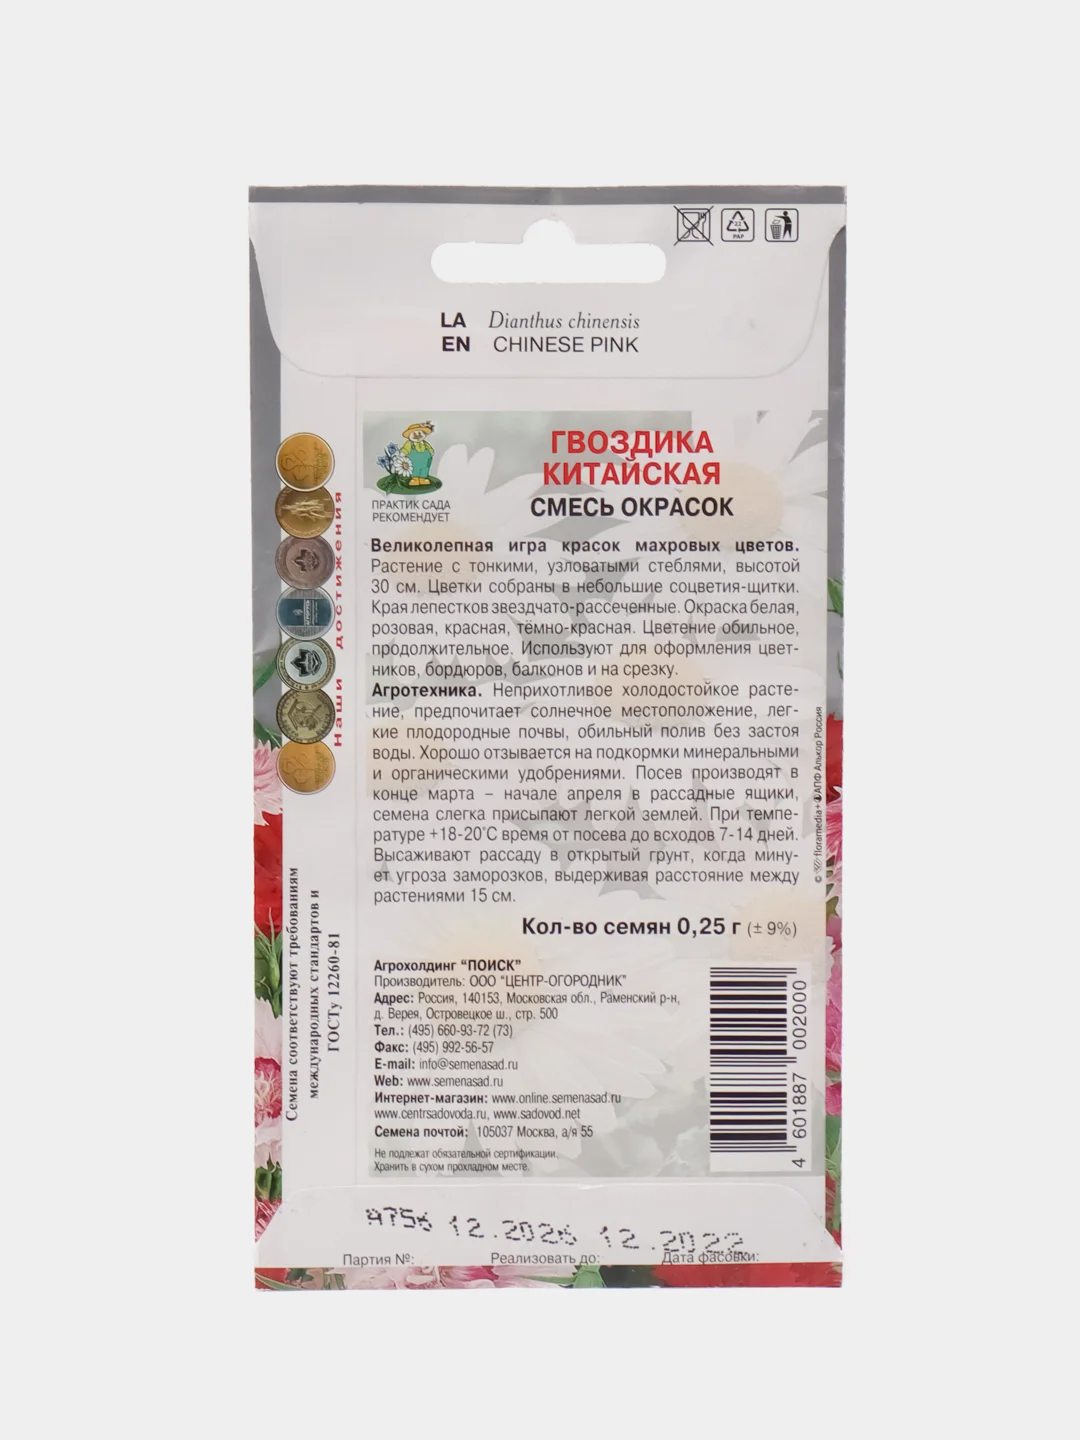 22
PAP
LA Dianthus chinensis
EN CHINESE PINK
ПРАКТИК САДА
РЕКОМЕНДУЕТ
ГВОЗДИКА
КИТАЙСКАЯ
СМЕСЬ ОКРАСОК
Великолепная игра красок махровых цветов.
Растение с тонкими, узловатыми стеблями, высотой
30 см. Цветки собраны в небольшие соцветия-щитки.
Края лепестков звездчато-рассеченные. Окраска белая,
розовая, красная, тёмно-красная. Цветение обильное,
продолжительное. Используют для оформления цвет-
ников, бордюров, балконов и на срезку.
Агротехника. Неприхотливое холодостойкое расте-
ние, предпочитает солнечное местоположение, лег-
кие плодородные почвы, обильный полив без застоя
воды. Хорошо отзывается на подкормки минеральными
и органическими удобрениями. Посев производят в
конце марта – начале апреля в рассадные ящики,
семена слегка присыпают легкой землей. При темпе-
ратуре +18-20°С время от посева до всходов 7-14 дней.
Высаживают рассаду в открытый грунт, когда мину-
ет угроза заморозков, выдерживая расстояние между
растениями 15 см.
Кол-во семян 0,25 г (± 9%)
Агрохолдинг “ПОИСК”
Производитель: ООО “ЦЕНТР-ОГОРОДНИК”
Адрес: Россия, 140153, Московская обл., Раменский р-н,
д. Верея, Островецкое ш., стр. 500
Тел.: (495) 660-93-72 (73)
Факс: (495) 992-56-57
E-mail: info@semenasad.ru
Web: www.semenasad.ru
Интернет-магазин: www.online.semenasad.ru
www.centrsadovoda.ru, www.sadovod.net
Семена почтой: 105037 Москва, а/я 55
Не подлежат обязательной сертификации.
Хранить в сухом прохладном месте.
4 601887 002000
Наши достижения
Семена соответствуют требованиям
международных стандартов и
ГОСТу 12260-81
© floramedia+©АПФ Алькор Россия
А756 12.2026 12.2022
Партия №: Реализовать до: Дата фасовки: